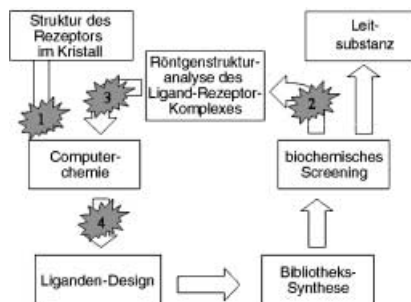 Struktur des
Rezeptors
im Kristall
Leit-
substanz
Röntgenstruktur-
analyse des
Ligand-Rezeptor-
Komplexes
3
2
1
Computer-
chemie
biochemisches
Screening
4
Liganden-Design
Bibliotheks-
Synthese